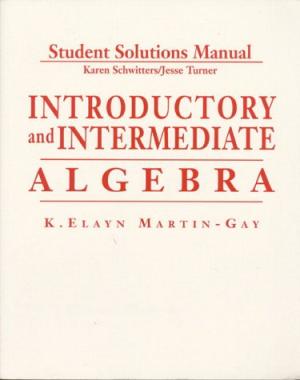 Student Solutions Manual
Karen Schwitters/Jesse Turner
INTRODUCTORY
and INTERMEDIATE
ALGEBRA
K. ELAYN MARTIN-GAY